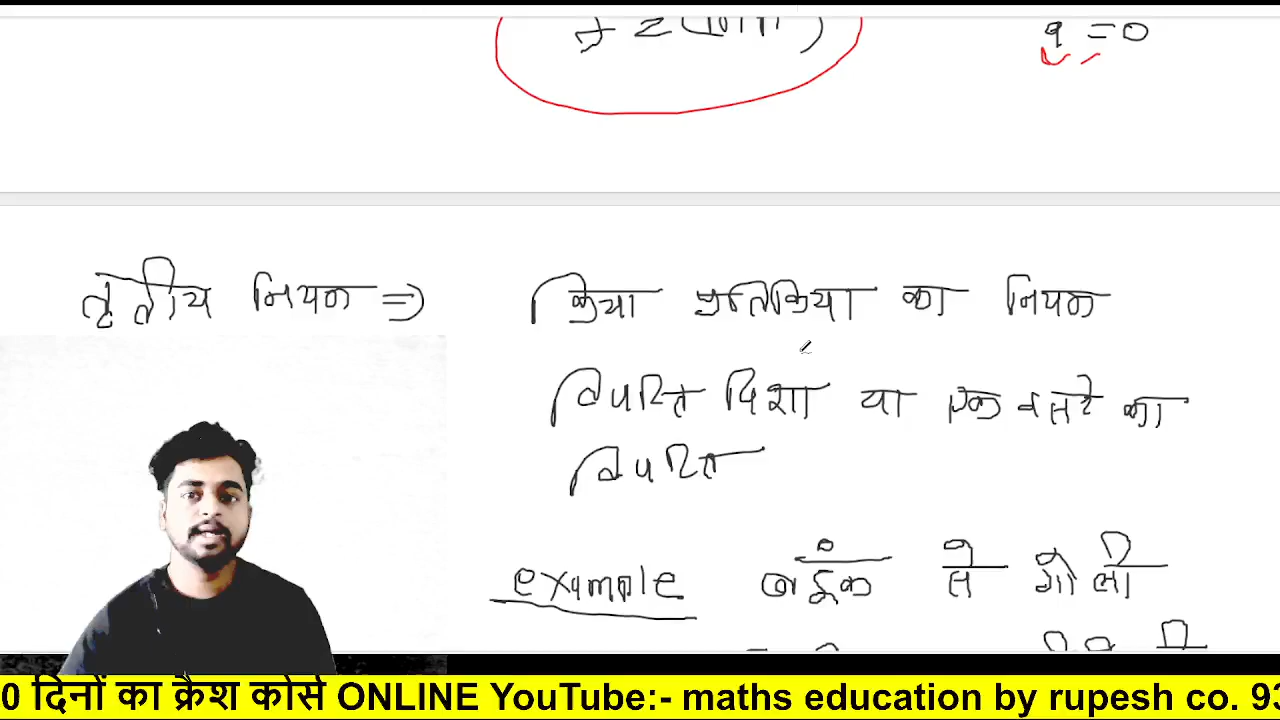 q = 0
तृतीय नियम ⇒ क्रिया प्रतिक्रिया का नियम
विपरित दिशा या एक दुसरे का
विपरित
example बंदूक से गोली
0 दिनों का क्रैश कोर्स ONLINE YouTube:- maths education by rupesh co. 93